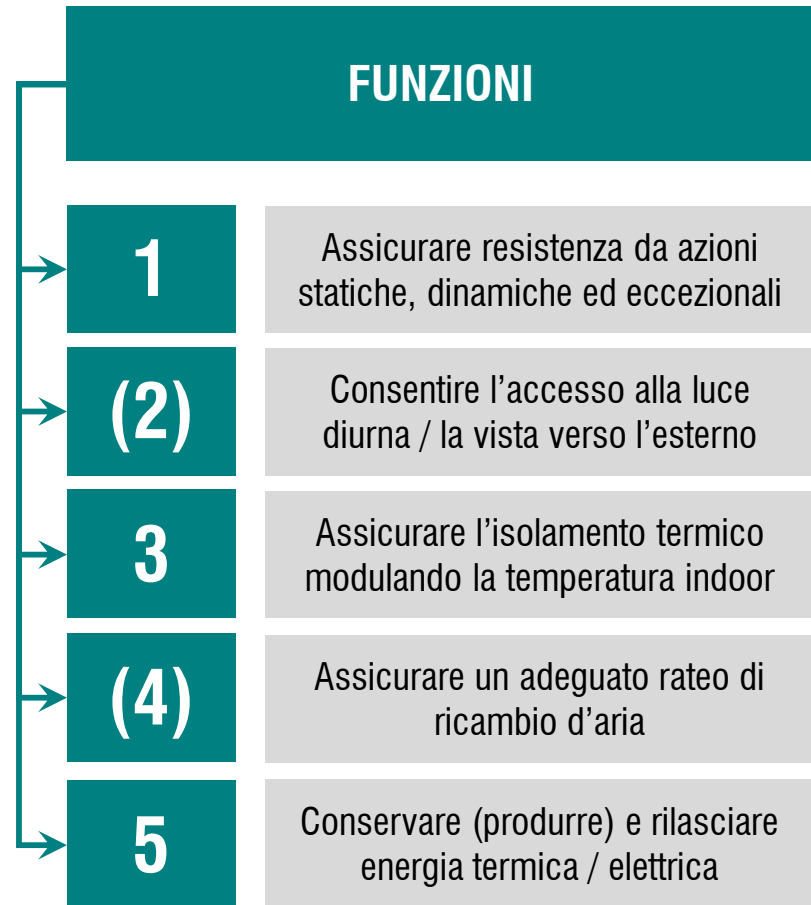 FUNZIONI
1
Assicurare resistenza da azioni
statiche, dinamiche ed eccezionali
(2)
Consentire l’accesso alla luce
diurna / la vista verso l’esterno
3
Assicurare l’isolamento termico
modulando la temperatura indoor
(4)
Assicurare un adeguato rateo di
ricambio d’aria
5
Conservare (produrre) e rilasciare
energia termica / elettrica